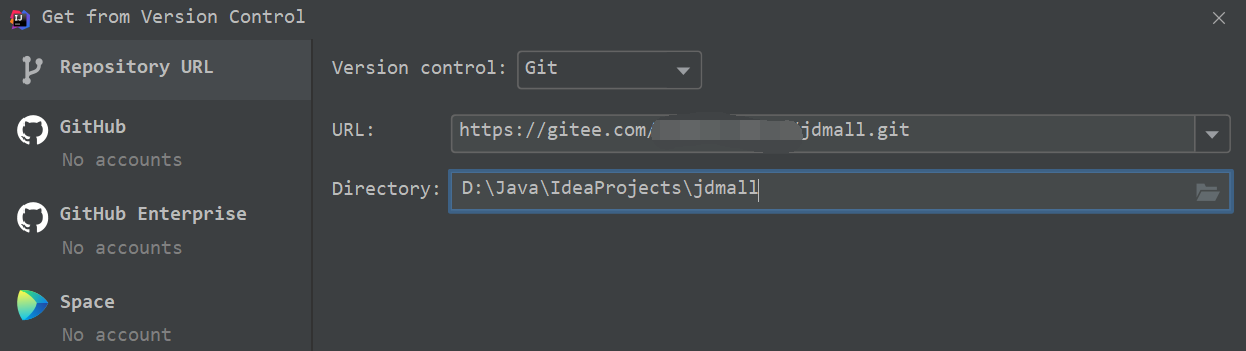 Get from Version Control
Repository URL
Version control: Git
GitHub
No accounts
URL: https://gitee.com/ /jdmall.git
Directory: D:\Java\IdeaProjects\jdmall
GitHub Enterprise
No accounts
Space
No account